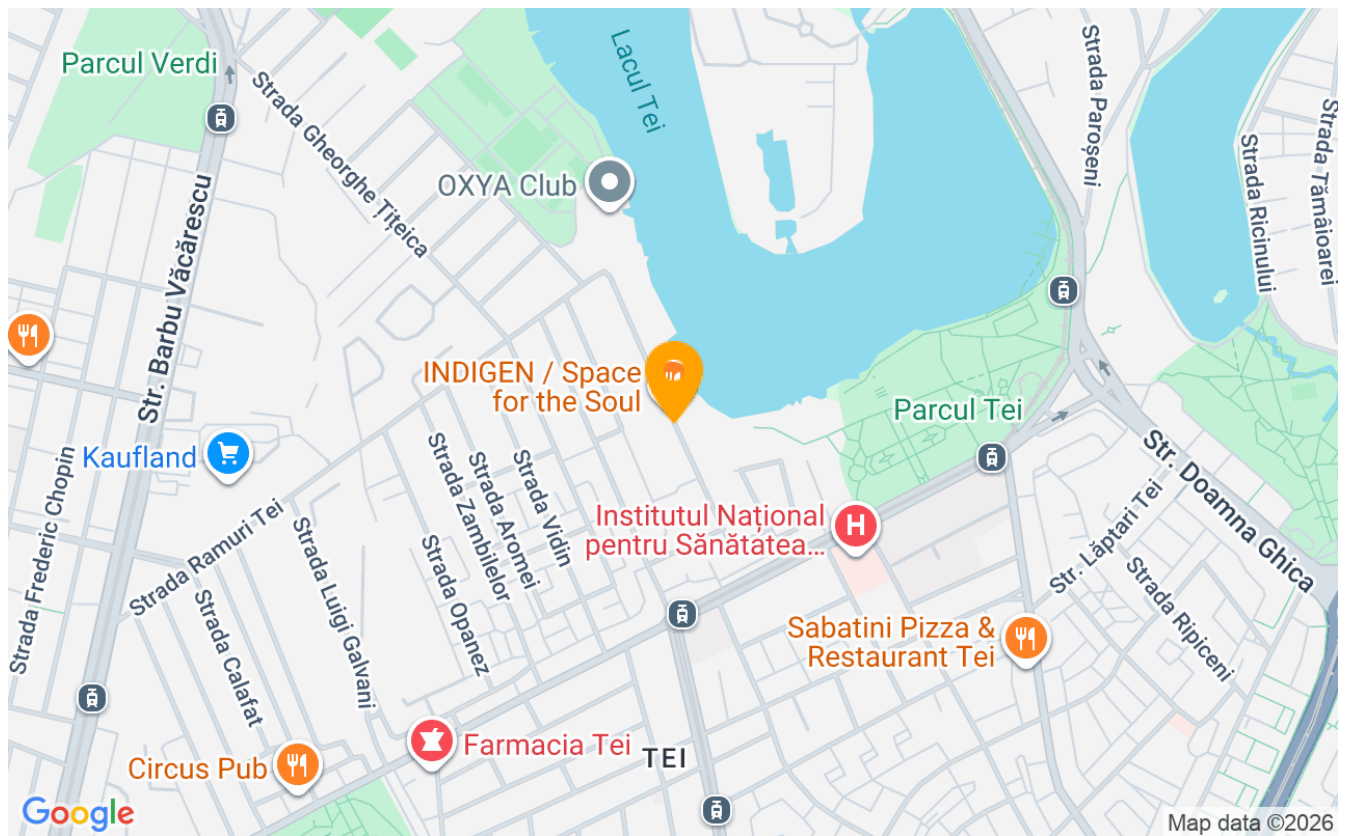 Parcul Verdi
Lacul Tei
Strada Paroșeni
Strada Tămâioarei
Strada Ricinului
Strada Gheorghe Țițeica
OXYA Club
Str. Barbu Văcărescu
INDIGEN / Space
for the Soul
Parcul Tei
Kaufland
Strada Frederic Chopin
Strada Zambilelor
Strada Aromei
Strada Vidin
Str. Doamna Ghica
Institutul Național
pentru Sănătatea...
H
Strada Ramuri Tei
Strada Luigi Galvani
Strada Opanez
Str. Lăptari Tei
Strada Ripiceni
Strada Calafat
Sabatini Pizza &
Restaurant Tei
Farmacia Tei
TEI
Circus Pub
Google
Map data ©2026